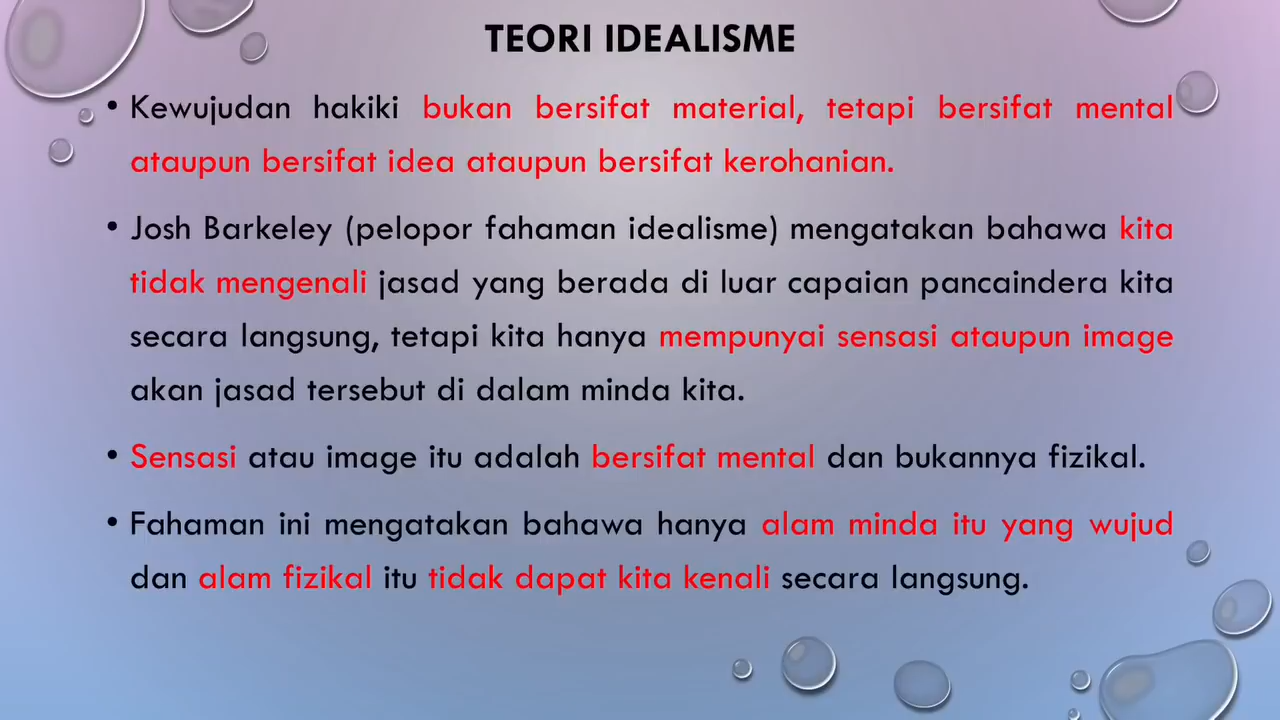 TEORI IDEALISME
• Kewujudan hakiki bukan bersifat material, tetapi bersifat mental
ataupun bersifat idea ataupun bersifat kerohanian.
• Josh Barkeley (pelopor fahaman idealisme) mengatakan bahawa kita
tidak mengenali jasad yang berada di luar capaian pancaindera kita
secara langsung, tetapi kita hanya mempunyai sensasi ataupun image
akan jasad tersebut di dalam minda kita.
• Sensasi atau image itu adalah bersifat mental dan bukannya fizikal.
• Fahaman ini mengatakan bahawa hanya alam minda itu yang wujud
dan alam fizikal itu tidak dapat kita kenali secara langsung.